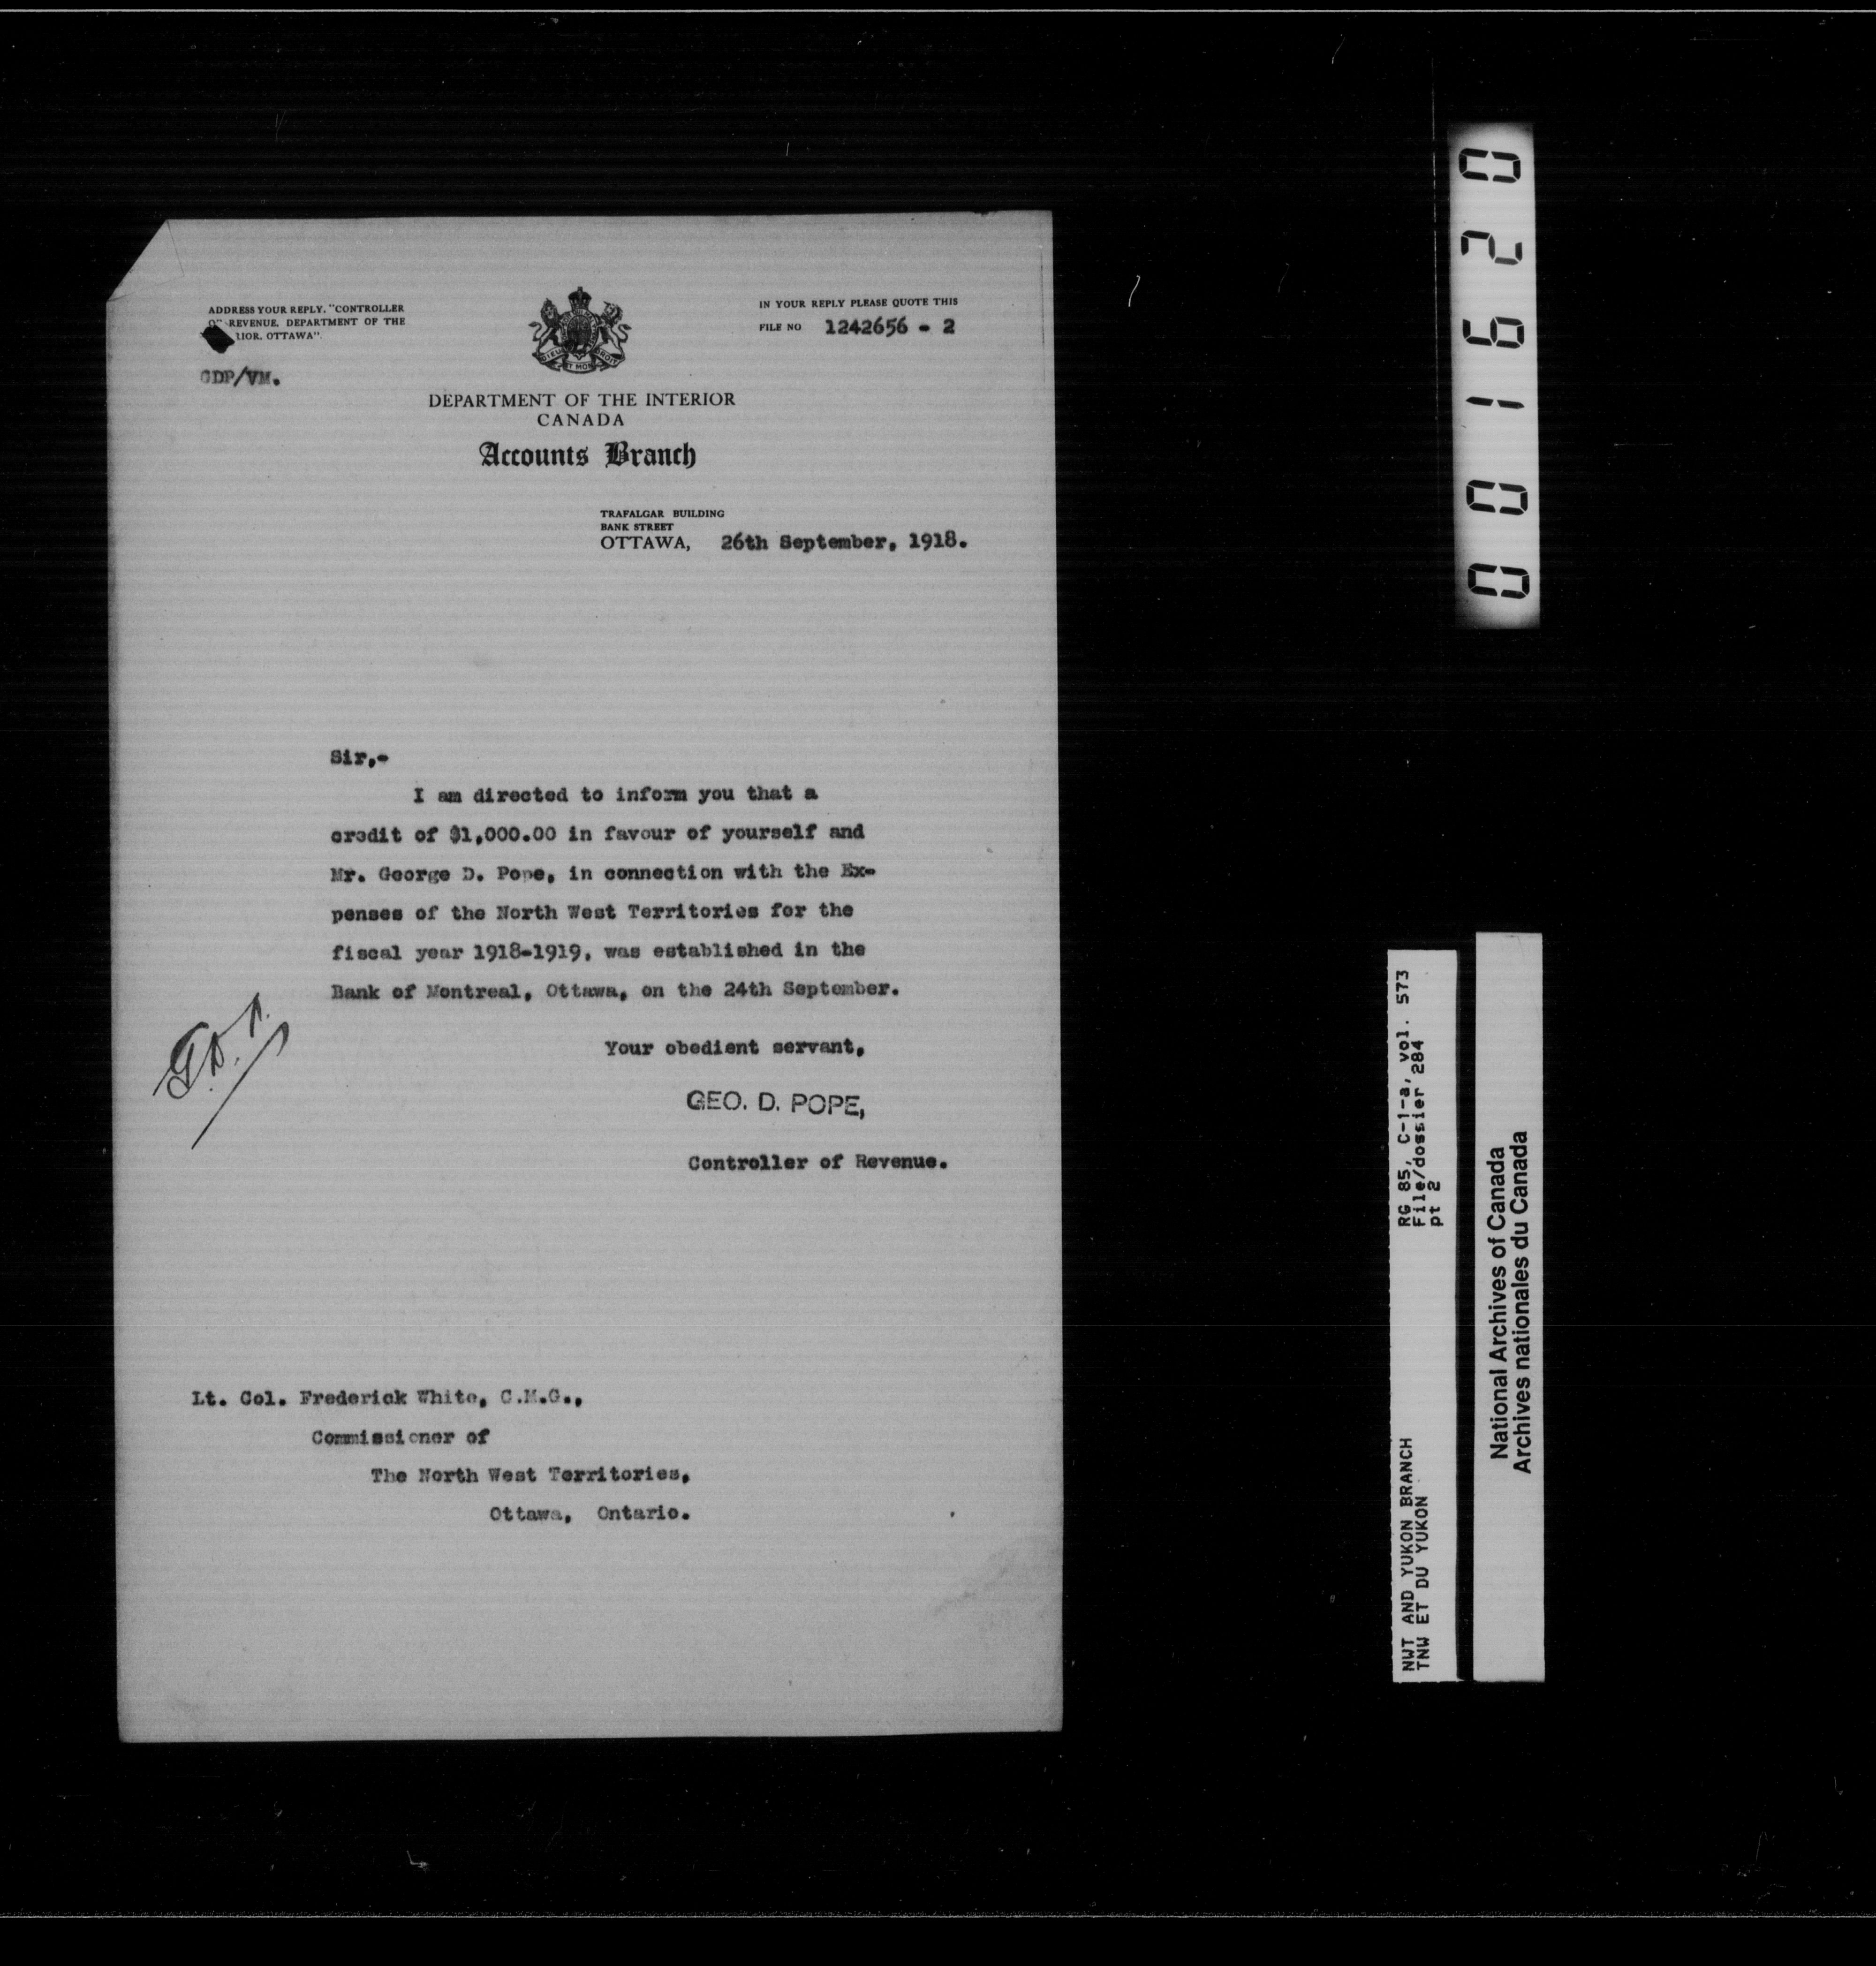 ADDRESS YOUR REPLY, "CONTROLLER
REVENUE, DEPARTMENT OF THE
OTTAWA".
GDP/VM.
DIEU ET MON DROIT
IN YOUR REPLY PLEASE QUOTE THIS
FILE NO 1242656 - 2
DEPARTMENT OF THE INTERIOR
CANADA
Accounts Branch
TRAFALGAR BUILDING
BANK STREET
OTTAWA, 26th September, 1918.
Sir,-
I am directed to inform you that a
credit of $1,000.00 in favour of yourself and
Mr. George D. Pope, in connection with the Ex-
penses of the North West Territories for the
fiscal year 1918-1919, was established in the
Bank of Montreal, Ottawa, on the 24th September.
Your obedient servant,
GEO. D. POPE,
Controller of Revenue.
Lt. Col. Frederick White, C.M.G.,
Commissioner of
The North West Territories,
Ottawa, Ontario.
001620
RG 85, C-1-a, vol. 573
File/dossier 284
pt 2
NWT AND YUKON BRANCH
TNW ET DU YUKON
National Archives of Canada
Archives nationales du Canada